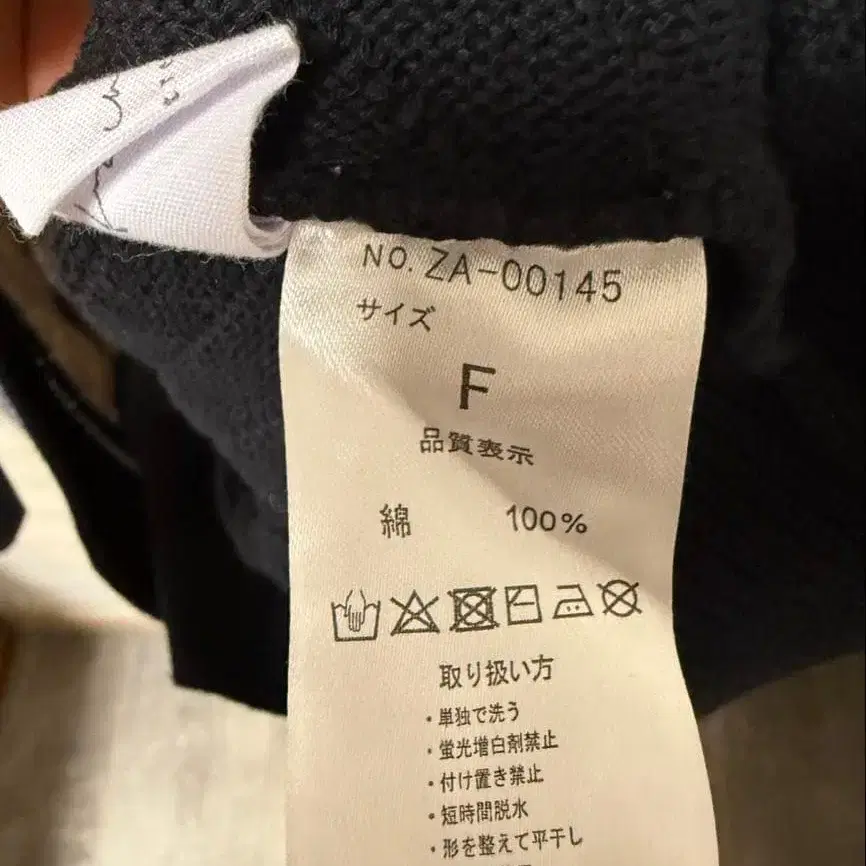 NO. ZA-00145
サイズ
F
品質表示
綿 100%
取り扱い方
・単独で洗う
・蛍光増白剤禁止
・付け置き禁止
・短時間脱水
・形を整えて平干し